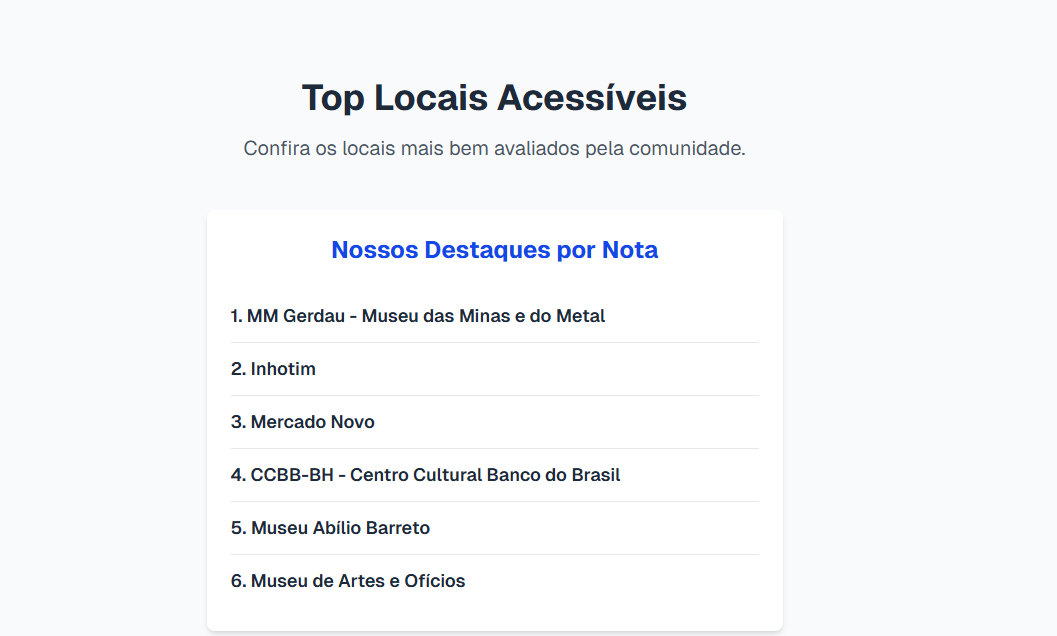 Top Locais Acessíveis
Confira os locais mais bem avaliados pela comunidade.
Nossos Destaques por Nota
1. MM Gerdau - Museu das Minas e do Metal
2. Inhotim
3. Mercado Novo
4. CCBB-BH - Centro Cultural Banco do Brasil
5. Museu Abílio Barreto
6. Museu de Artes e Ofícios